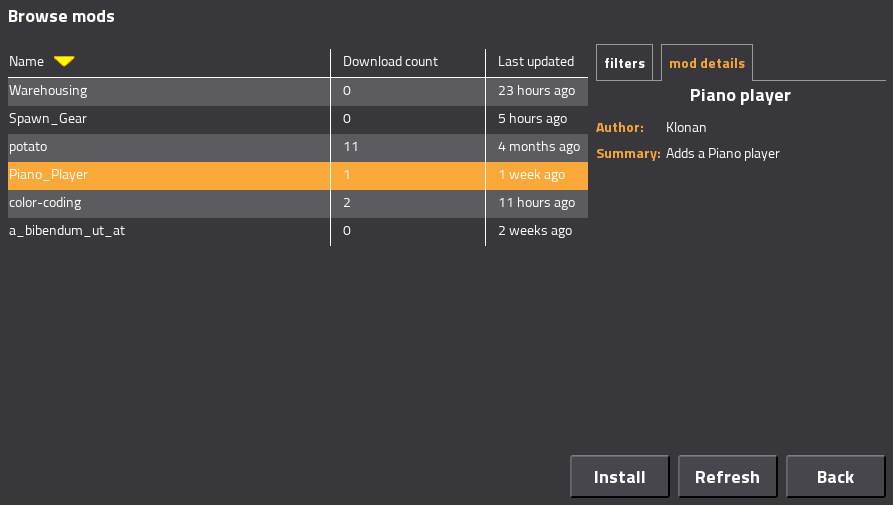 Browse mods
Name Download count Last updated
Warehousing 0 23 hours ago
Spawn_Gear 0 5 hours ago
potato 11 4 months ago
Piano_Player 1 1 week ago
color-coding 2 11 hours ago
a_bibendum_ut_at 0 2 weeks ago
filters mod details
Piano player
Author: Klonan
Summary: Adds a Piano player
Install Refresh Back